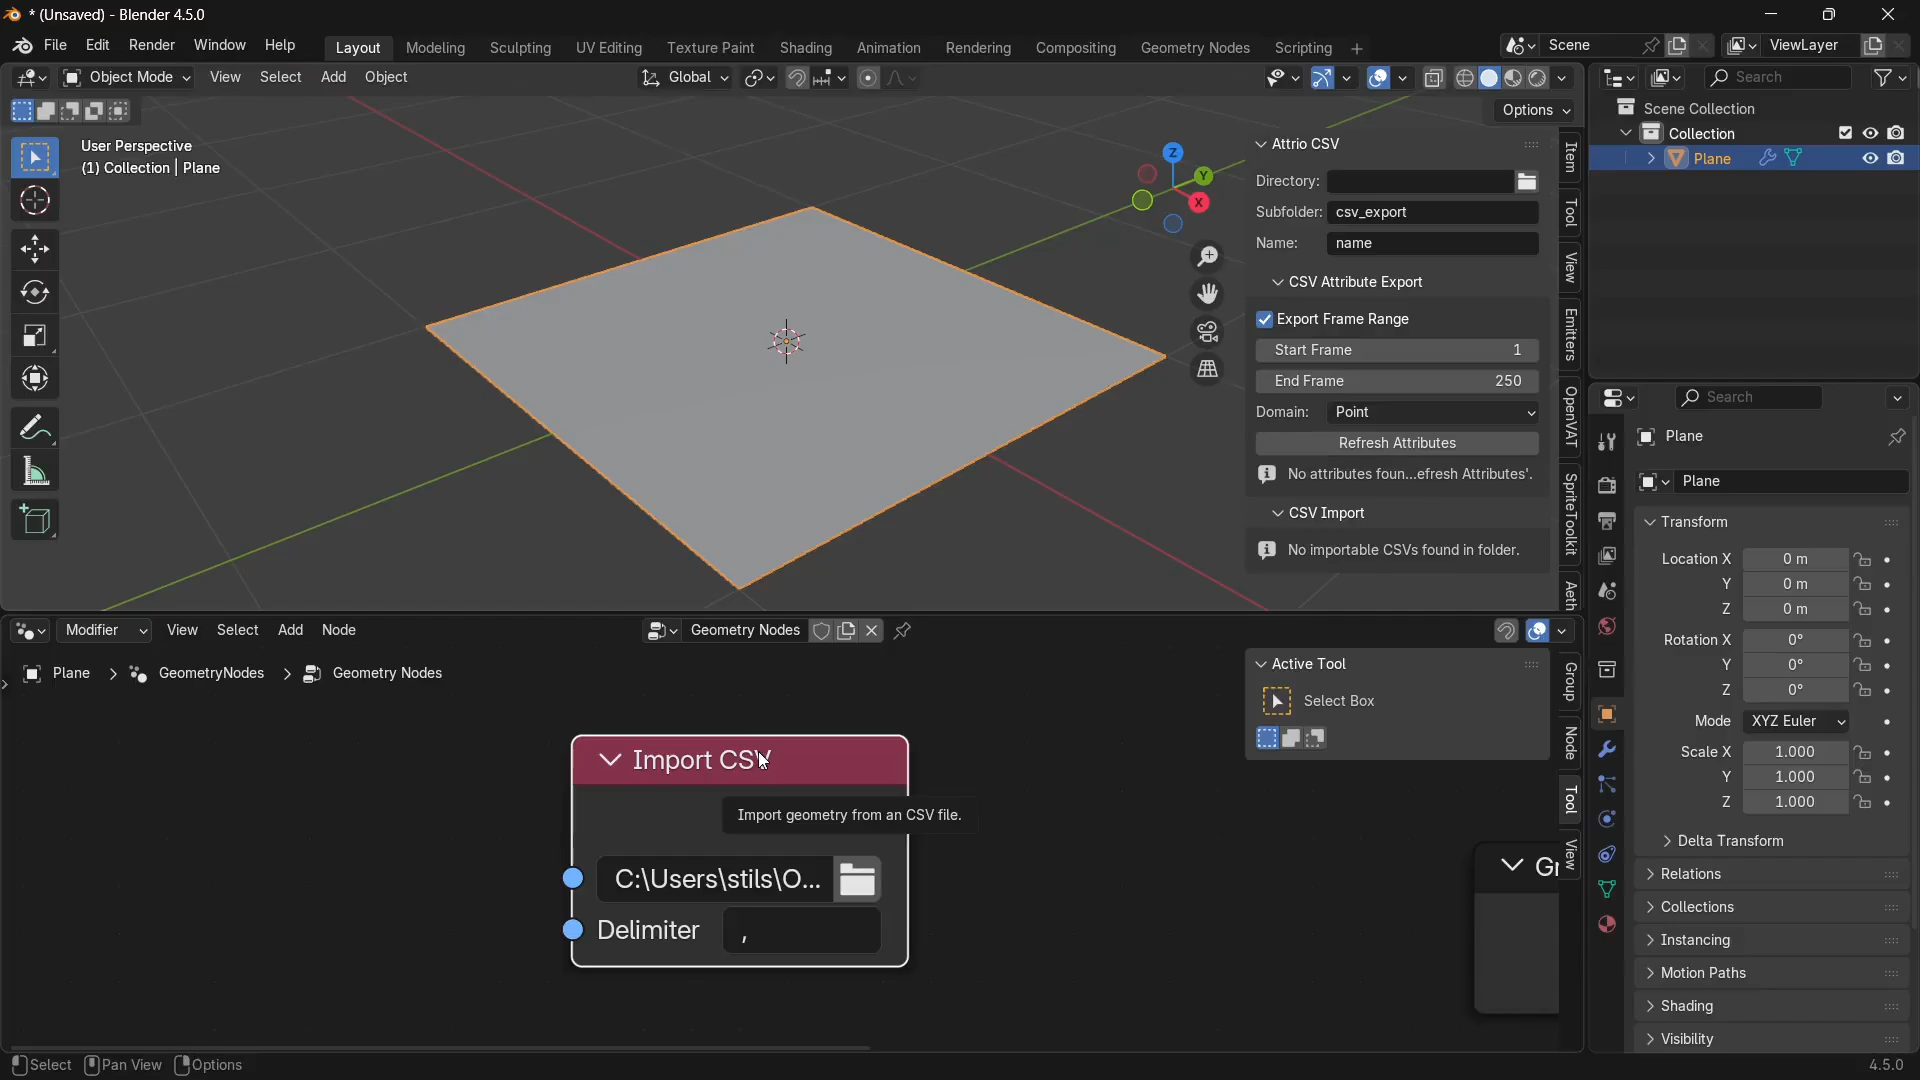 * (Unsaved) - Blender 4.5.0
File Edit Render Window Help Layout Modeling Sculpting UV Editing Texture Paint Shading Animation Rendering Compositing Geometry Nodes Scripting + Scene ViewLayer
Object Mode View Select Add Object Global Search
Options
User Perspective
(1) Collection | Plane
Z
Y
X
Attrio CSV
Directory:
Subfolder: csv_export
Name: name
CSV Attribute Export
Export Frame Range
Start Frame 1
End Frame 250
Domain: Point
Refresh Attributes
No attributes foun...efresh Attributes'.
CSV Import
No importable CSVs found in folder.
Item
Tool
View
Emitters
OpenVAT
SpriteToolkit
Aeth
Scene Collection
Collection
Plane
Search
Plane
Plane
Transform
Location X 0 m
Y 0 m
Z 0 m
Rotation X 0°
Y 0°
Z 0°
Mode XYZ Euler
Scale X 1.000
Y 1.000
Z 1.000
Delta Transform
Relations
Collections
Instancing
Motion Paths
Shading
Visibility
Modifier View Select Add Node Geometry Nodes
Plane > GeometryNodes > Geometry Nodes
Active Tool
Select Box
Group
Node
Tool
View
Import CSV
Import geometry from an CSV file.
C:\Users\stils\O...
Delimiter ,
Gr
Select Pan View Options 4.5.0